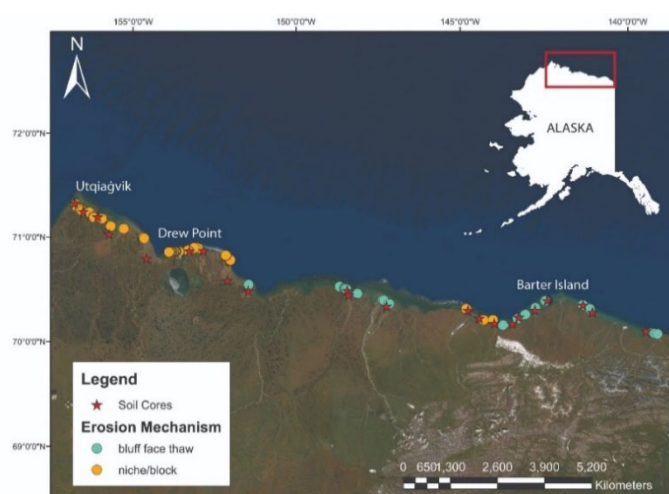 155°0'0"W 150°0'0"W 145°0'0"W 140°0'0"W
N
ALASKA
72°0'0"N
Utqiaġvik
71°0'0"N
Drew Point
Barter Island
70°0'0"N
Legend
Soil Cores
Erosion Mechanism
bluff face thaw
niche/block
69°0'0"N
0 6501,300 2,600 3,900 5,200
Kilometers